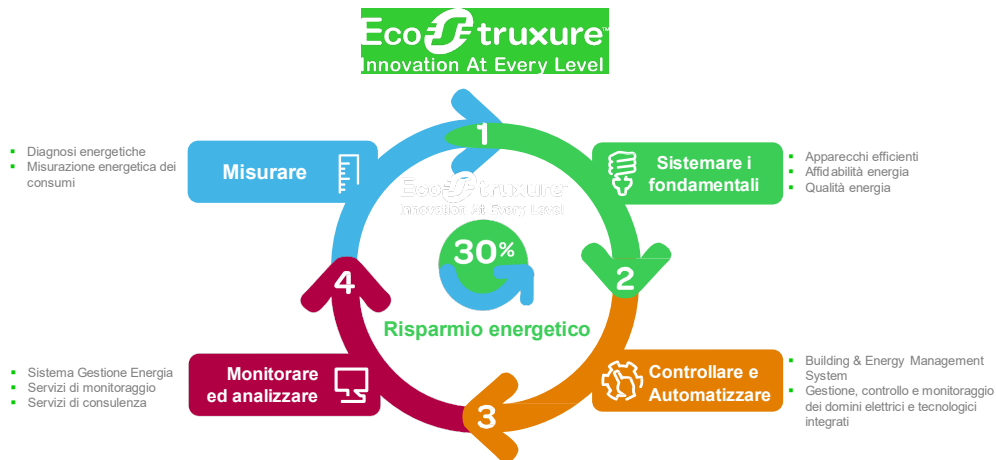 EcoStruxure™
Innovation At Every Level
1
Misurare
Diagnosi energetiche
Misurazione energetica dei
consumi
Sistemare i
fondamentali
Apparecchi efficienti
Affidabilità energia
Qualità energia
EcoStruxure
Innovation At Every Level
30%
Risparmio energetico
2
4
Monitorare
ed analizzare
Sistema Gestione Energia
Servizi di monitoraggio
Servizi di consulenza
Controllare e
Automatizzare
Building & Energy Management
System
Gestione, controllo e monitoraggio
dei domini elettrici e tecnologici
integrati
3